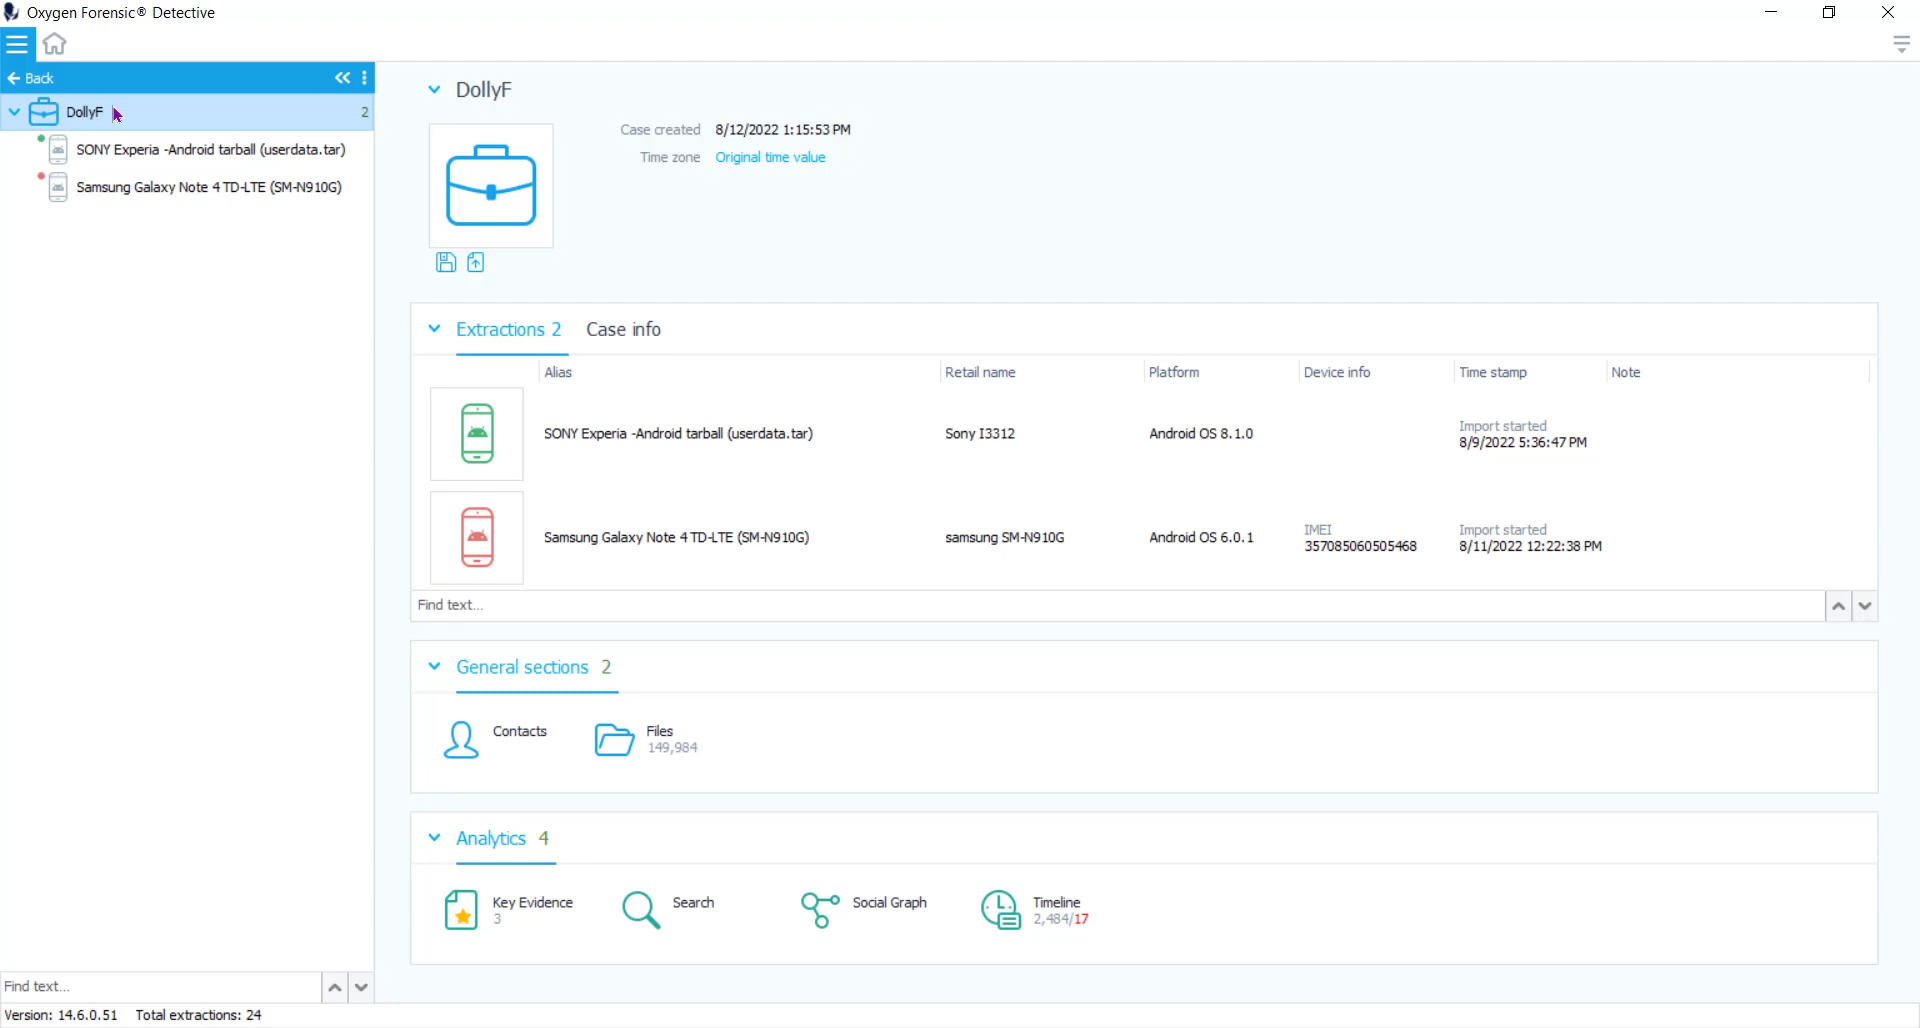 Oxygen Forensic® Detective
Back
DollyF 2
SONY Experia -Android tarball (userdata.tar)
Samsung Galaxy Note 4 TD-LTE (SM-N910G)
DollyF
Case created 8/12/2022 1:15:53 PM
Time zone Original time value
Extractions 2 Case info
Alias Retail name Platform Device info Time stamp Note
SONY Experia -Android tarball (userdata.tar) Sony I3312 Android OS 8.1.0 Import started
8/9/2022 5:36:47 PM
Samsung Galaxy Note 4 TD-LTE (SM-N910G) samsung SM-N910G Android OS 6.0.1 IMEI Import started
357085060505468 8/11/2022 12:22:38 PM
Find text...
General sections 2
Contacts Files
149,984
Analytics 4
Key Evidence Search Social Graph Timeline
3 2,484/17
Find text...
Version: 14.6.0.51 Total extractions: 24